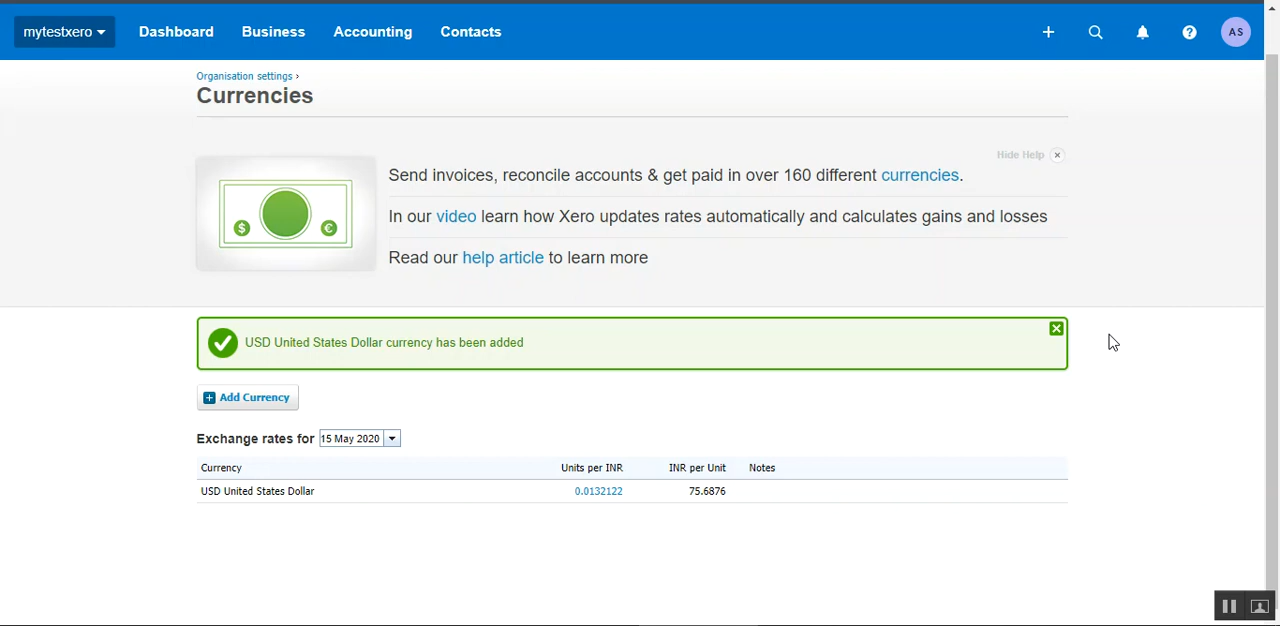 mytestxero Dashboard Business Accounting Contacts + ? AS
Organisation settings ›
Currencies
Hide Help x
Send invoices, reconcile accounts & get paid in over 160 different currencies.
In our video learn how Xero updates rates automatically and calculates gains and losses
Read our help article to learn more
$ €
USD United States Dollar currency has been added
+ Add Currency
Exchange rates for 15 May 2020
Currency Units per INR INR per Unit Notes
USD United States Dollar 0.0132122 75.6876